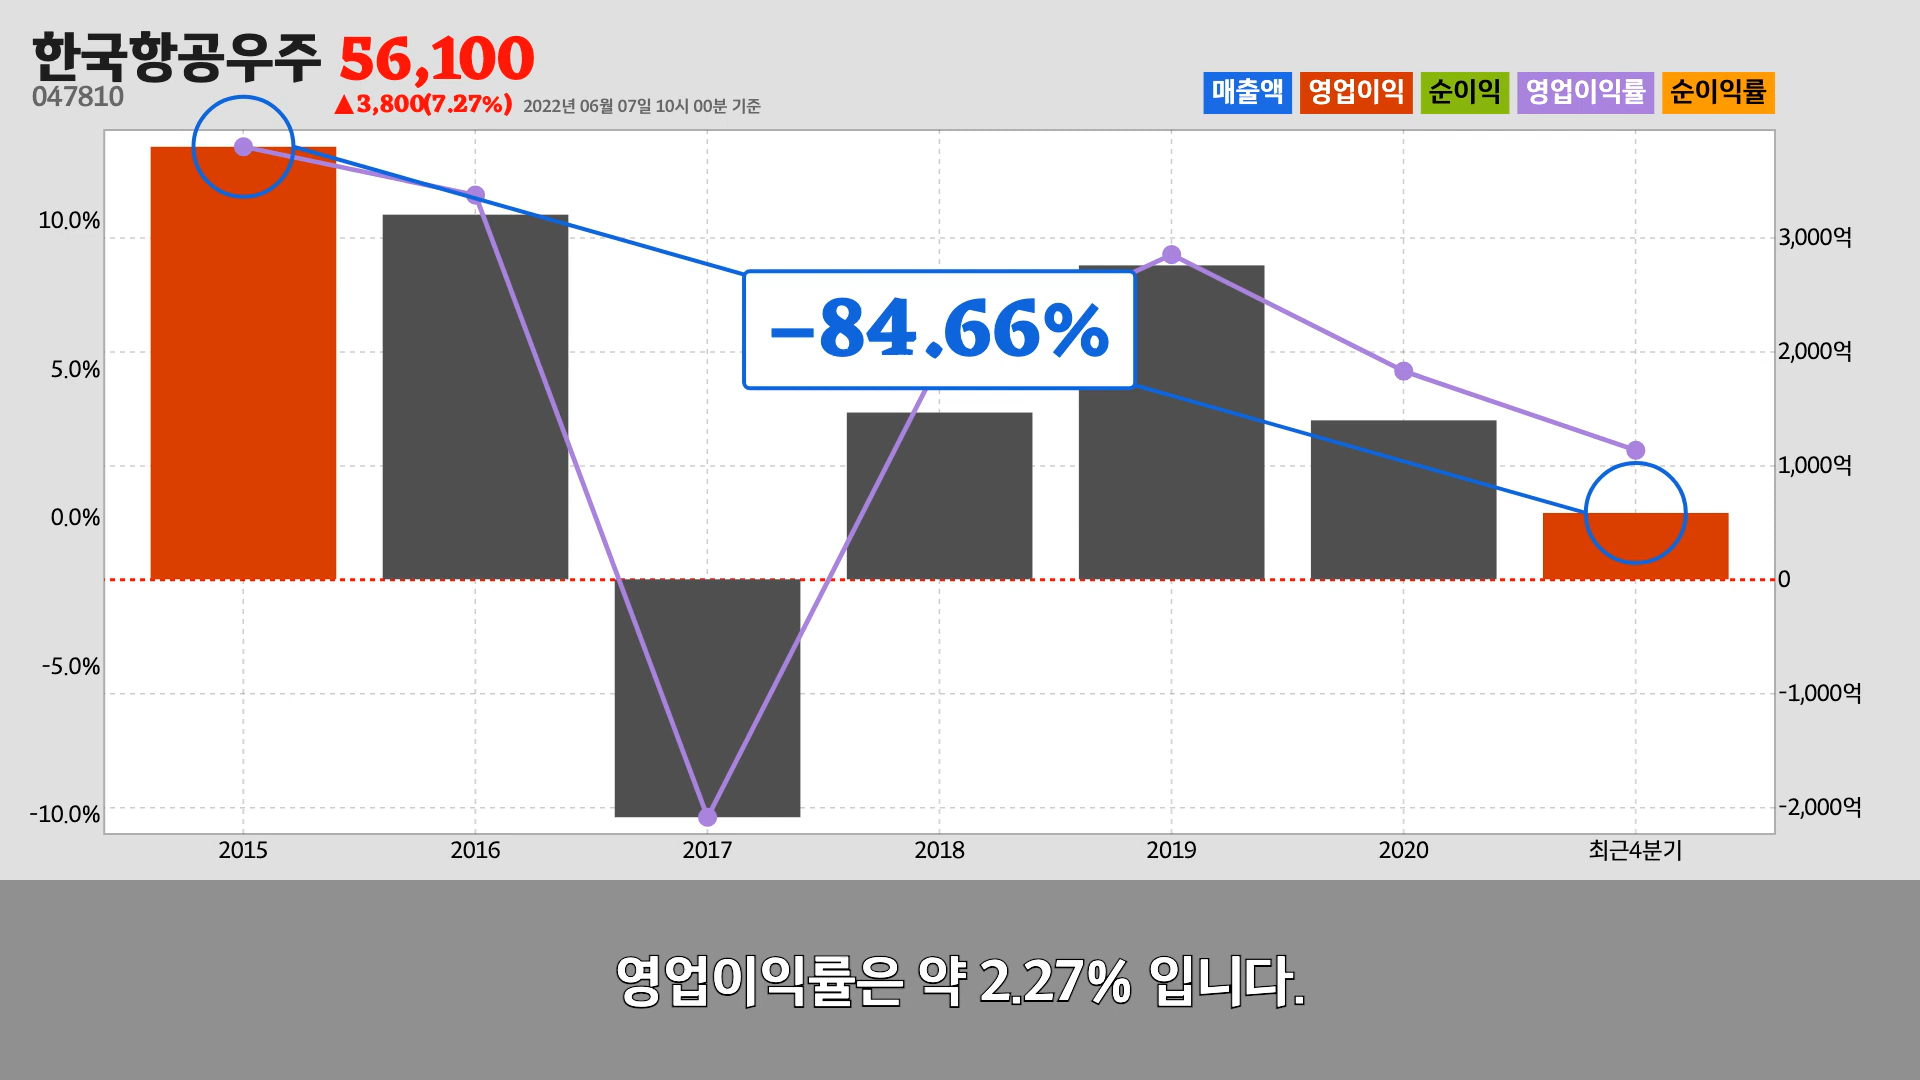 한국항공우주 56,100
047810 ▲3,800(7.27%) 2022년 06월 07일 10시 00분 기준
매출액 영업이익 순이익 영업이익률 순이익률
10.0%
5.0%
0.0%
-5.0%
-10.0%
-84.66%
3,000억
2,000억
1,000억
0
-1,000억
-2,000억
2015 2016 2017 2018 2019 2020 최근4분기
영업이익률은 약 2.27% 입니다.